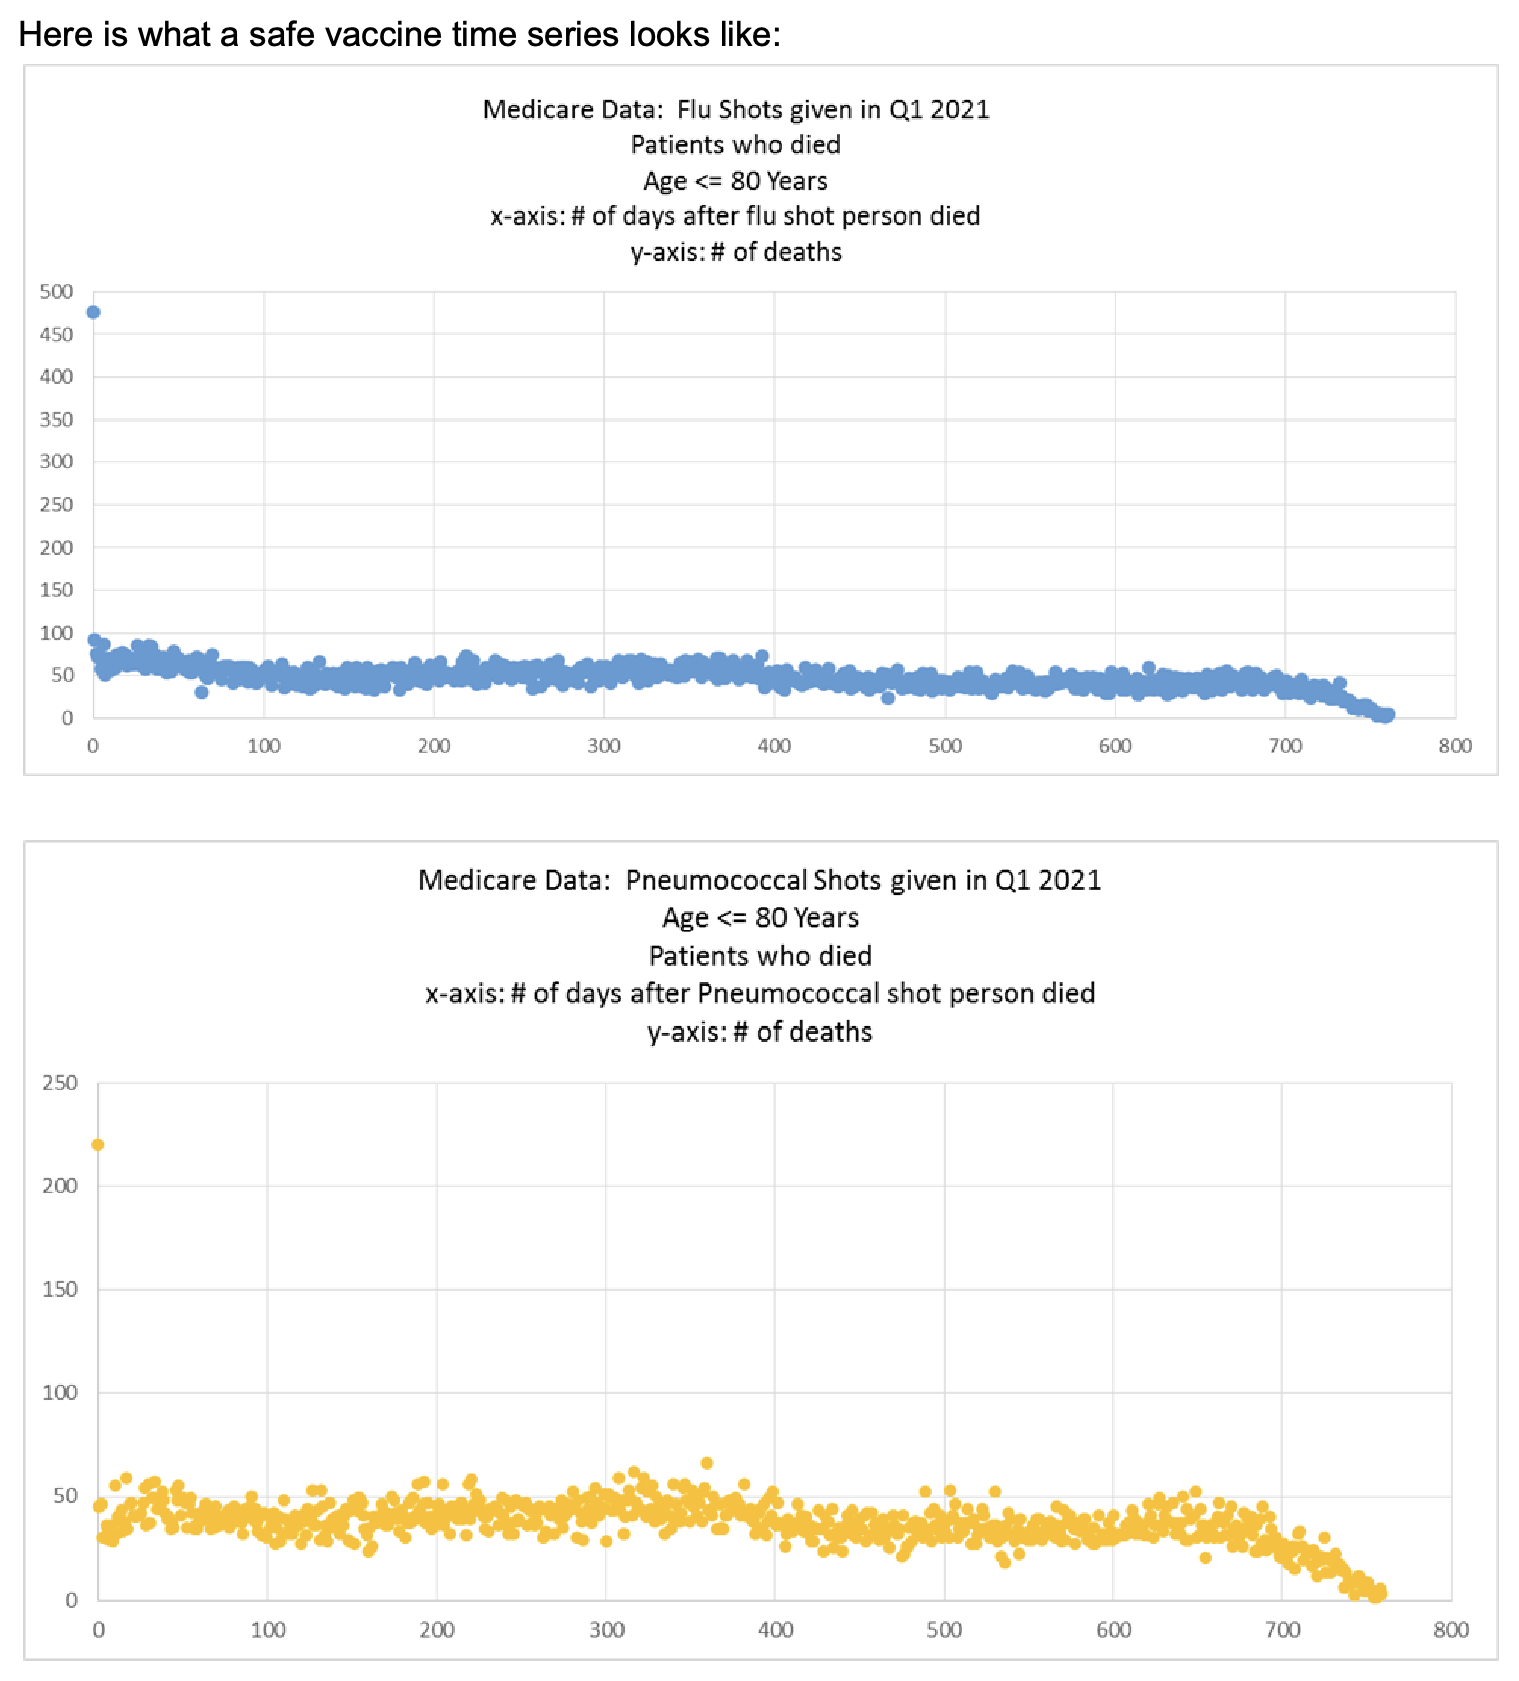 Here is what a safe vaccine time series looks like:
Medicare Data:  Flu Shots given in Q1 2021
Patients who died
Age <= 80 Years
x-axis: # of days after flu shot person died
y-axis: # of deaths
500
450
400
350
300
250
200
150
100
50
0
0 100 200 300 400 500 600 700 800
Medicare Data:  Pneumococcal Shots given in Q1 2021
Age <= 80 Years
Patients who died
x-axis: # of days after Pneumococcal shot person died
y-axis: # of deaths
250
200
150
100
50
0
0 100 200 300 400 500 600 700 800